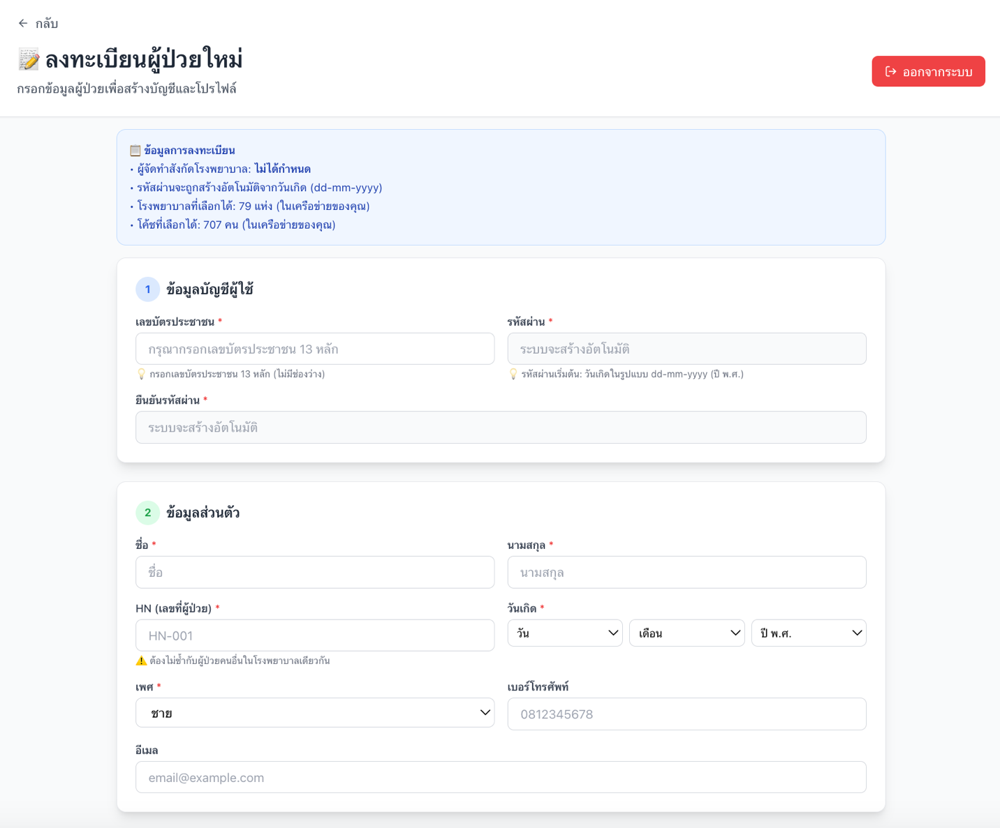 ← กลับ
📝 ลงทะเบียนผู้ป่วยใหม่
กรอกข้อมูลผู้ป่วยเพื่อสร้างบัญชีและโปรไฟล์
ออกจากระบบ
📋 ข้อมูลการลงทะเบียน
• ผู้จัดทำสังกัดโรงพยาบาล: ไม่ได้กำหนด
• รหัสผ่านจะถูกสร้างอัตโนมัติจากวันเกิด (dd-mm-yyyy)
• โรงพยาบาลที่เลือกได้: 79 แห่ง (ในเครือข่ายของคุณ)
• โค้ชที่เลือกได้: 707 คน (ในเครือข่ายของคุณ)
1 ข้อมูลบัญชีผู้ใช้
เลขบัตรประชาชน *
กรุณากรอกเลขบัตรประชาชน 13 หลัก
💡 กรอกเลขบัตรประชาชน 13 หลัก (ไม่มีช่องว่าง)
รหัสผ่าน *
ระบบจะสร้างอัตโนมัติ
💡 รหัสผ่านเริ่มต้น: วันเกิดในรูปแบบ dd-mm-yyyy (ปี พ.ศ.)
ยืนยันรหัสผ่าน *
ระบบจะสร้างอัตโนมัติ
2 ข้อมูลส่วนตัว
ชื่อ *
ชื่อ
นามสกุล *
นามสกุล
HN (เลขที่ผู้ป่วย) *
HN-001
⚠️ ต้องไม่ซ้ำกับผู้ป่วยคนอื่นในโรงพยาบาลเดียวกัน
วันเกิด *
วัน
เดือน
ปี พ.ศ.
เพศ *
ชาย
เบอร์โทรศัพท์
0812345678
อีเมล
email@example.com